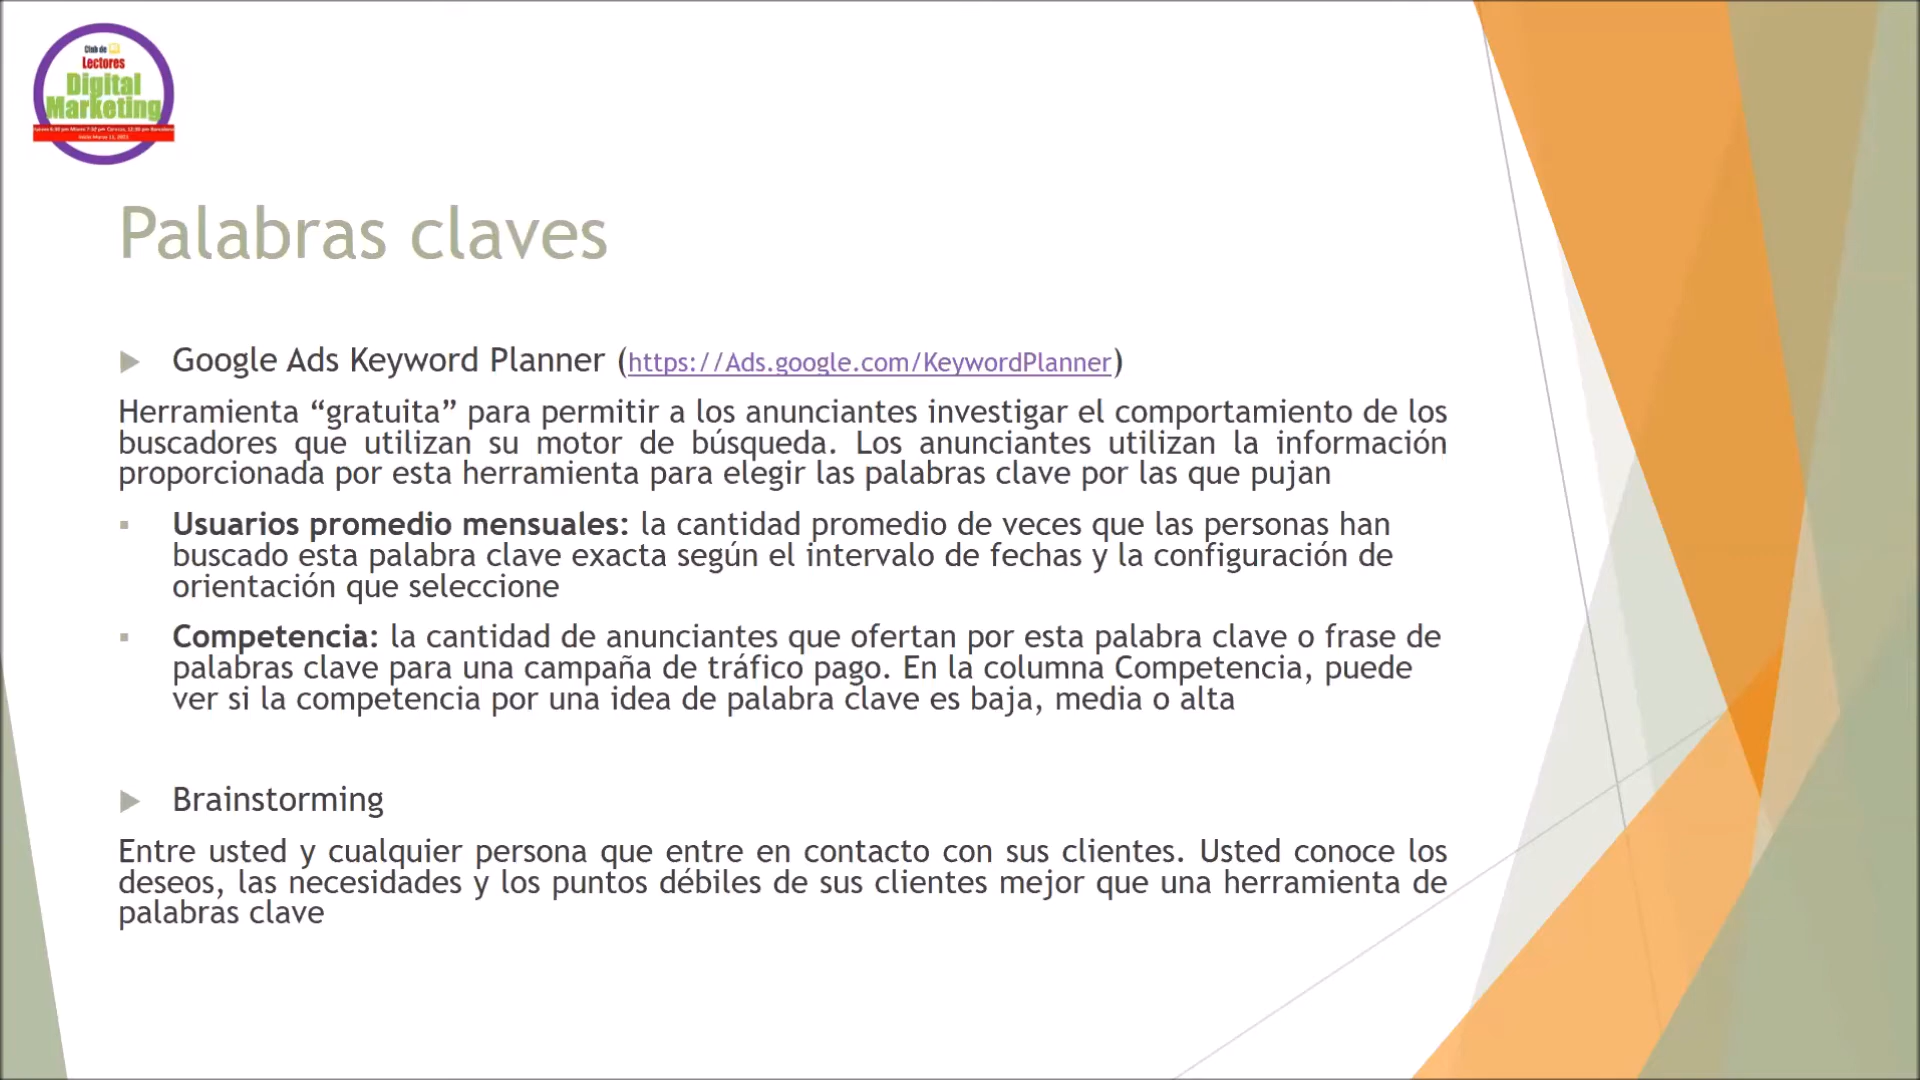 Club de
Lectores
Digital
Marketing
Palabras claves
Google Ads Keyword Planner (https://Ads.google.com/KeywordPlanner)
Herramienta “gratuita” para permitir a los anunciantes investigar el comportamiento de los
buscadores que utilizan su motor de búsqueda. Los anunciantes utilizan la información
proporcionada por esta herramienta para elegir las palabras clave por las que pujan
Usuarios promedio mensuales: la cantidad promedio de veces que las personas han
buscado esta palabra clave exacta según el intervalo de fechas y la configuración de
orientación que seleccione
Competencia: la cantidad de anunciantes que ofertan por esta palabra clave o frase de
palabras clave para una campaña de tráfico pago. En la columna Competencia, puede
ver si la competencia por una idea de palabra clave es baja, media o alta
Brainstorming
Entre usted y cualquier persona que entre en contacto con sus clientes. Usted conoce los
deseos, las necesidades y los puntos débiles de sus clientes mejor que una herramienta de
palabras clave